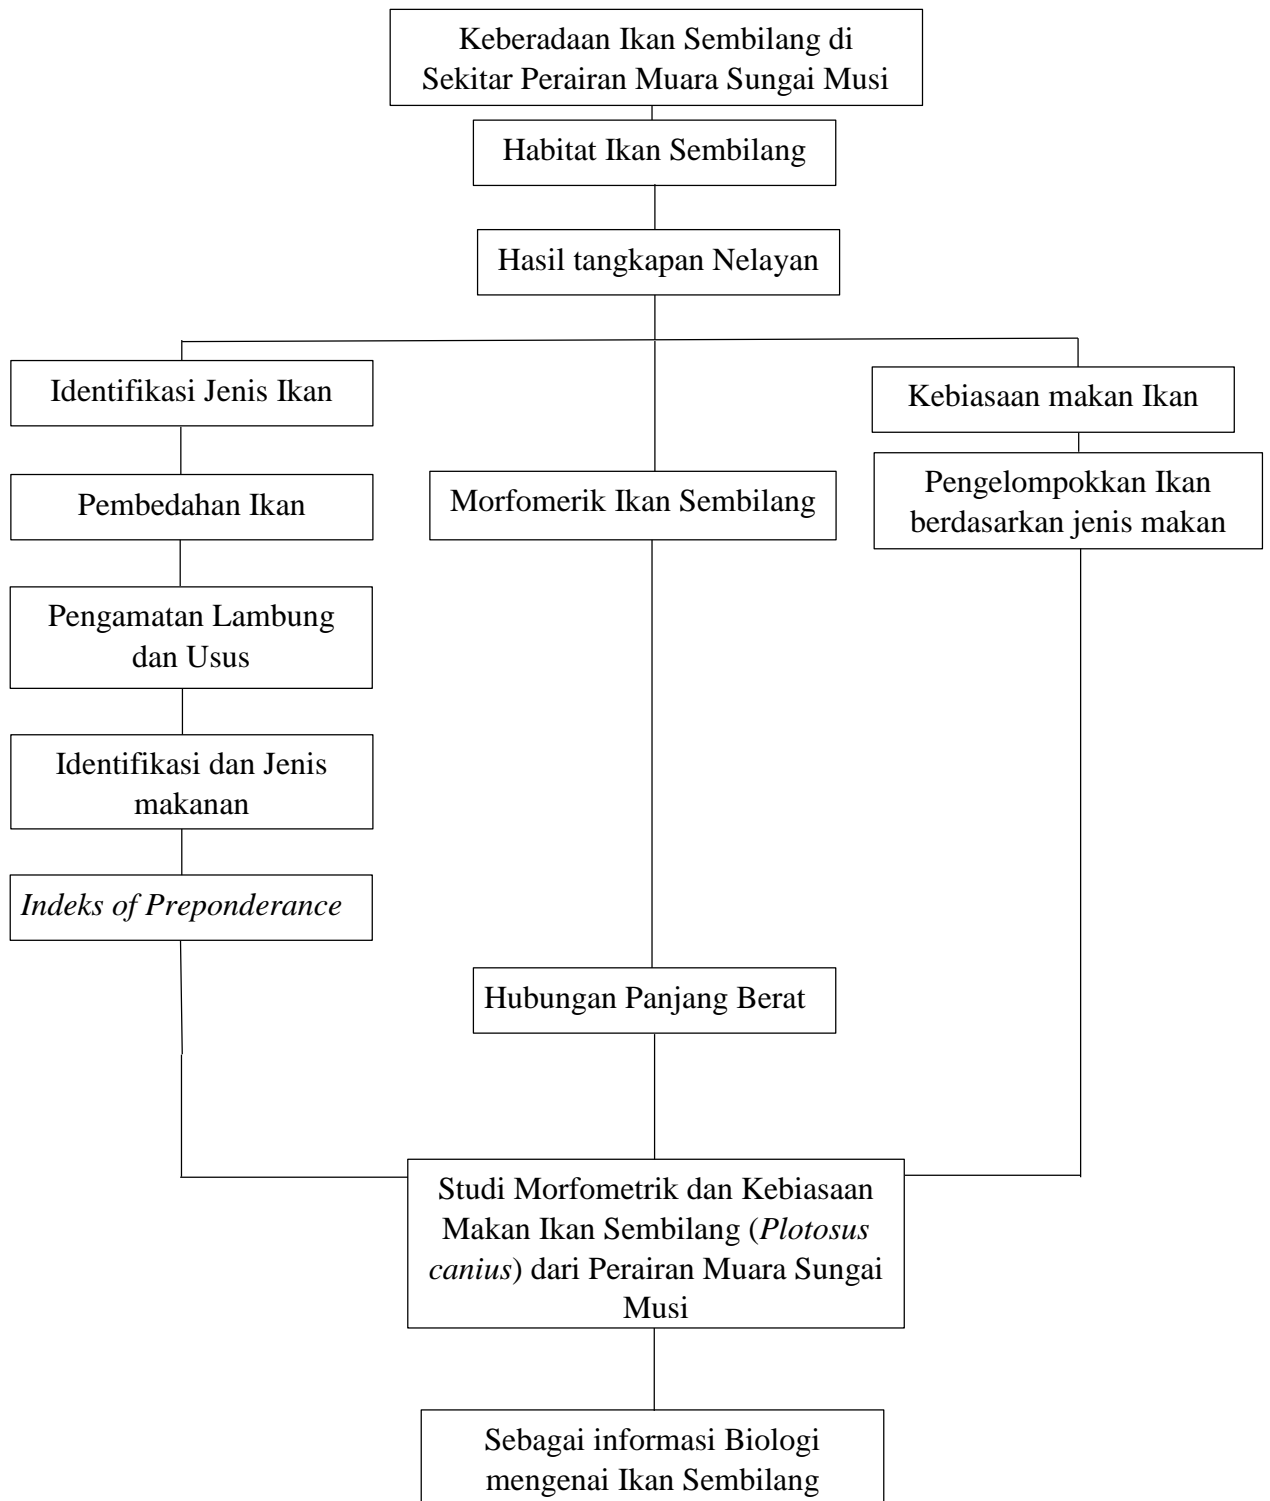 Keberadaan Ikan Sembilang di
Sekitar Perairan Muara Sungai Musi
Habitat Ikan Sembilang
Hasil tangkapan Nelayan
Identifikasi Jenis Ikan
Pembedahan Ikan
Pengamatan Lambung
dan Usus
Identifikasi dan Jenis
makanan
Indeks of Preponderance
Morfomerik Ikan Sembilang
Hubungan Panjang Berat
Kebiasaan makan Ikan
Pengelompokkan Ikan
berdasarkan jenis makan
Studi Morfometrik dan Kebiasaan
Makan Ikan Sembilang (Plotosus
canius) dari Perairan Muara Sungai
Musi
Sebagai informasi Biologi
mengenai Ikan Sembilang